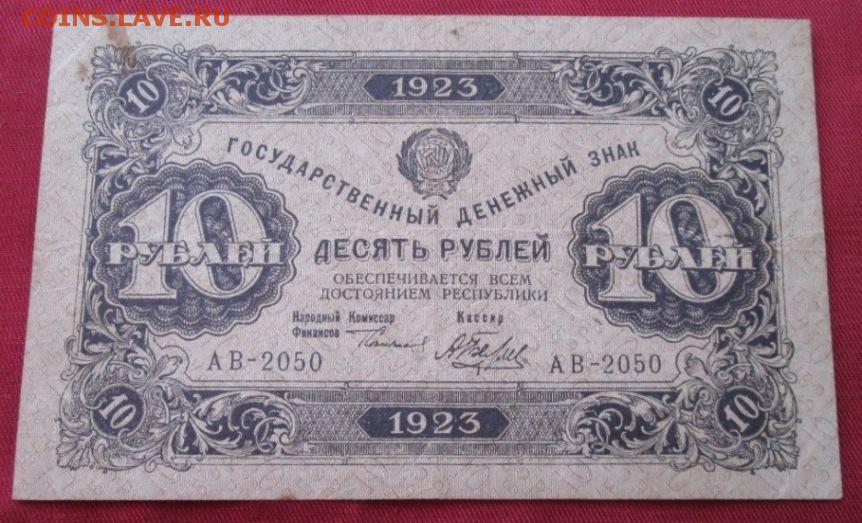 COINS.LAVE.RU
10 1923 10
ГОСУДАРСТВЕННЫЙ ДЕНЕЖНЫЙ ЗНАК
10 РУБЛЕЙ
ДЕСЯТЬ РУБЛЕЙ
10 РУБЛЕЙ
ОБЕСПЕЧИВАЕТСЯ ВСЕМ
ДОСТОЯНИЕМ РЕСПУБЛИКИ
Народный Комиссар
Финансов
Кассир
АВ-2050 АВ-2050
10 1923 10